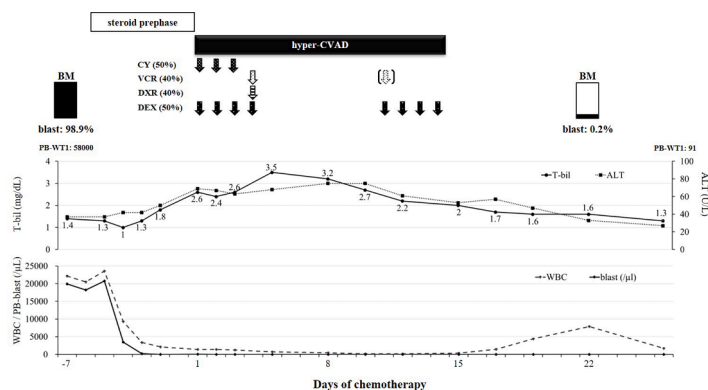 steroid prephase
hyper-CVAD
CY (50%)
VCR (40%)
DXR (40%)
DEX (50%)
BM
blast: 98.9%
PB-WT1: 58000
BM
blast: 0.2%
PB-WT1: 91
T-bil (mg/dL)
4
3
2
1
0
1.4
1.3
1
1.3
1.8
2.6
2.4
2.6
3.5
3.2
2.7
2.2
2
1.7
1.6
1.6
1.3
T-bil
ALT
100
80
60
40
20
0
ALT (U/L)
WBC / PB-blast (/μL)
25000
20000
15000
10000
5000
0
WBC
blast (/μl)
-7
1
8
15
22
Days of chemotherapy